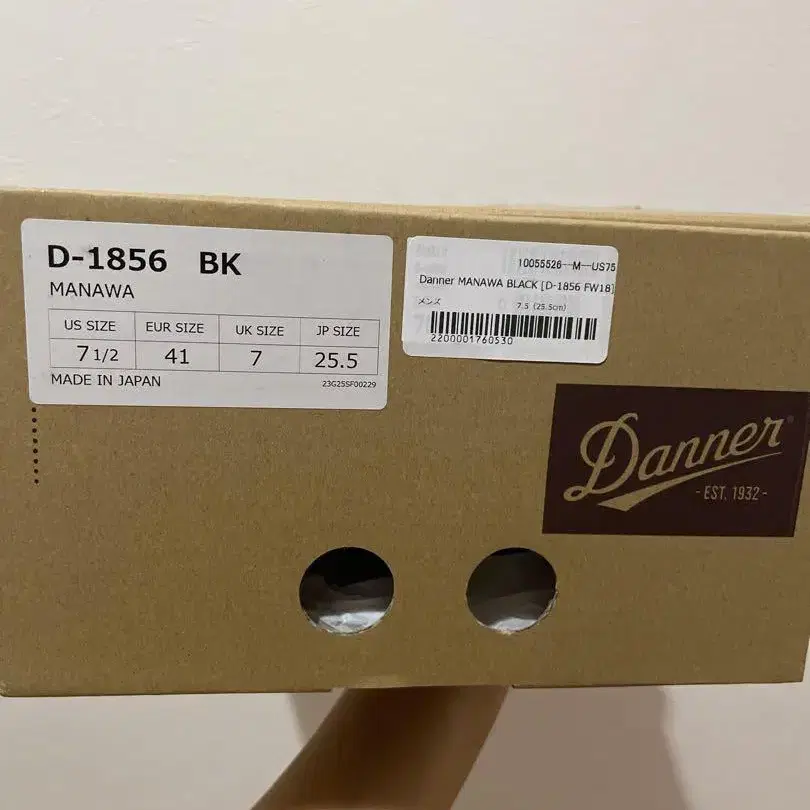 D-1856 BK
MANAWA
US SIZE EUR SIZE UK SIZE JP SIZE
7 1/2 41 7 25.5
MADE IN JAPAN 23G25SF00229
10055526--M--US75
Danner MANAWA BLACK [D-1856 FW18]
メンズ 7.5 (25.5cm)
2200001760530
Danner®
- EST. 1932 -